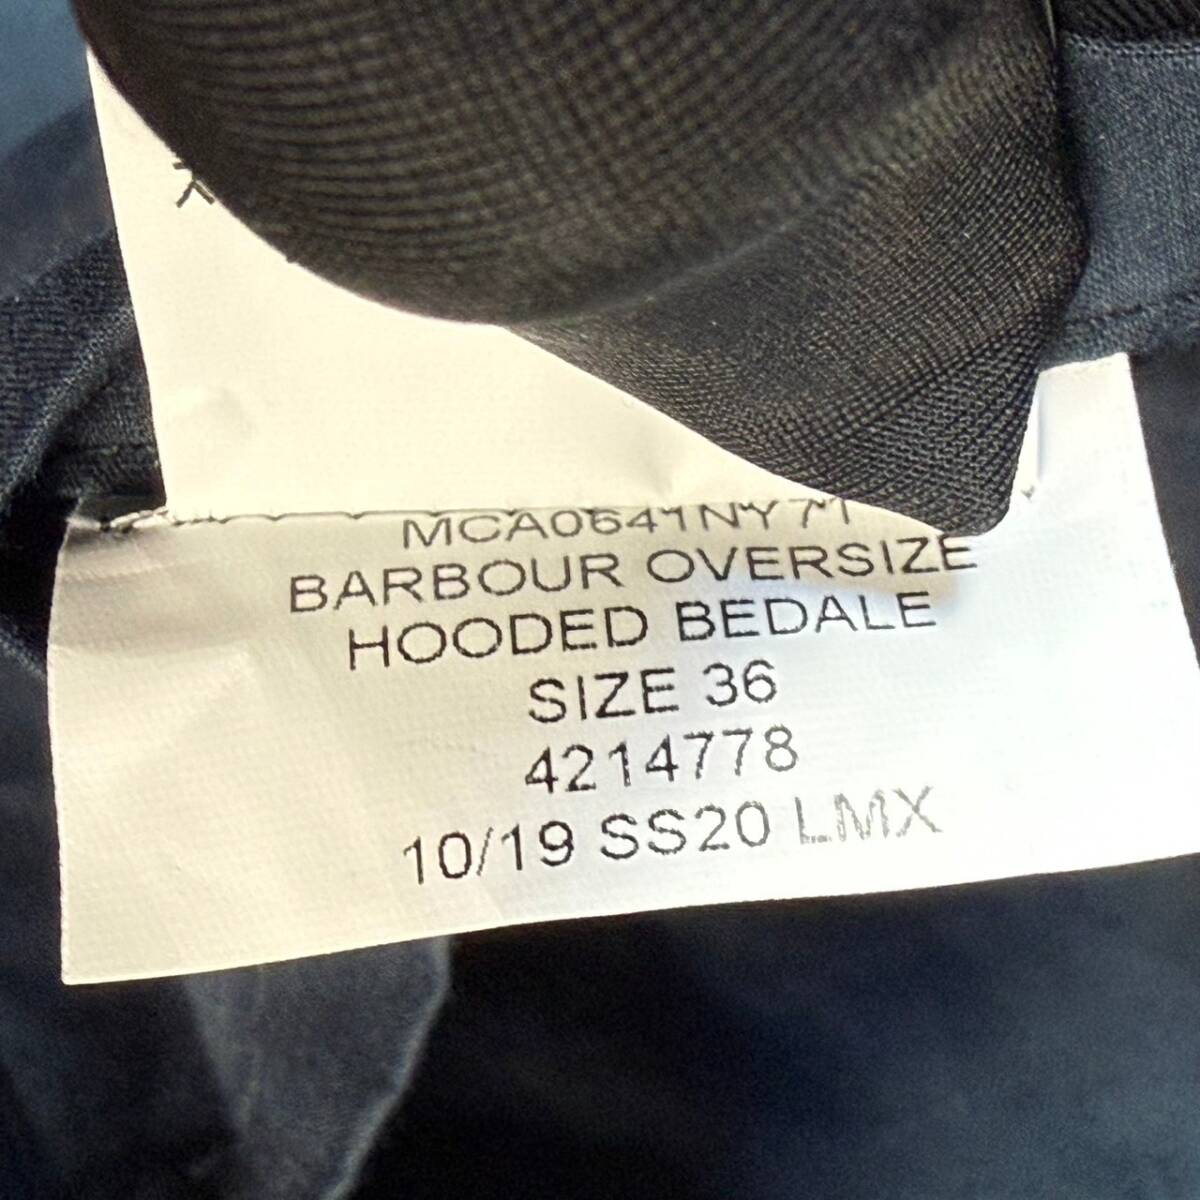 MCA0641NY71
BARBOUR OVERSIZE
HOODED BEDALE
SIZE 36
4214778
10/19 SS20 LMX